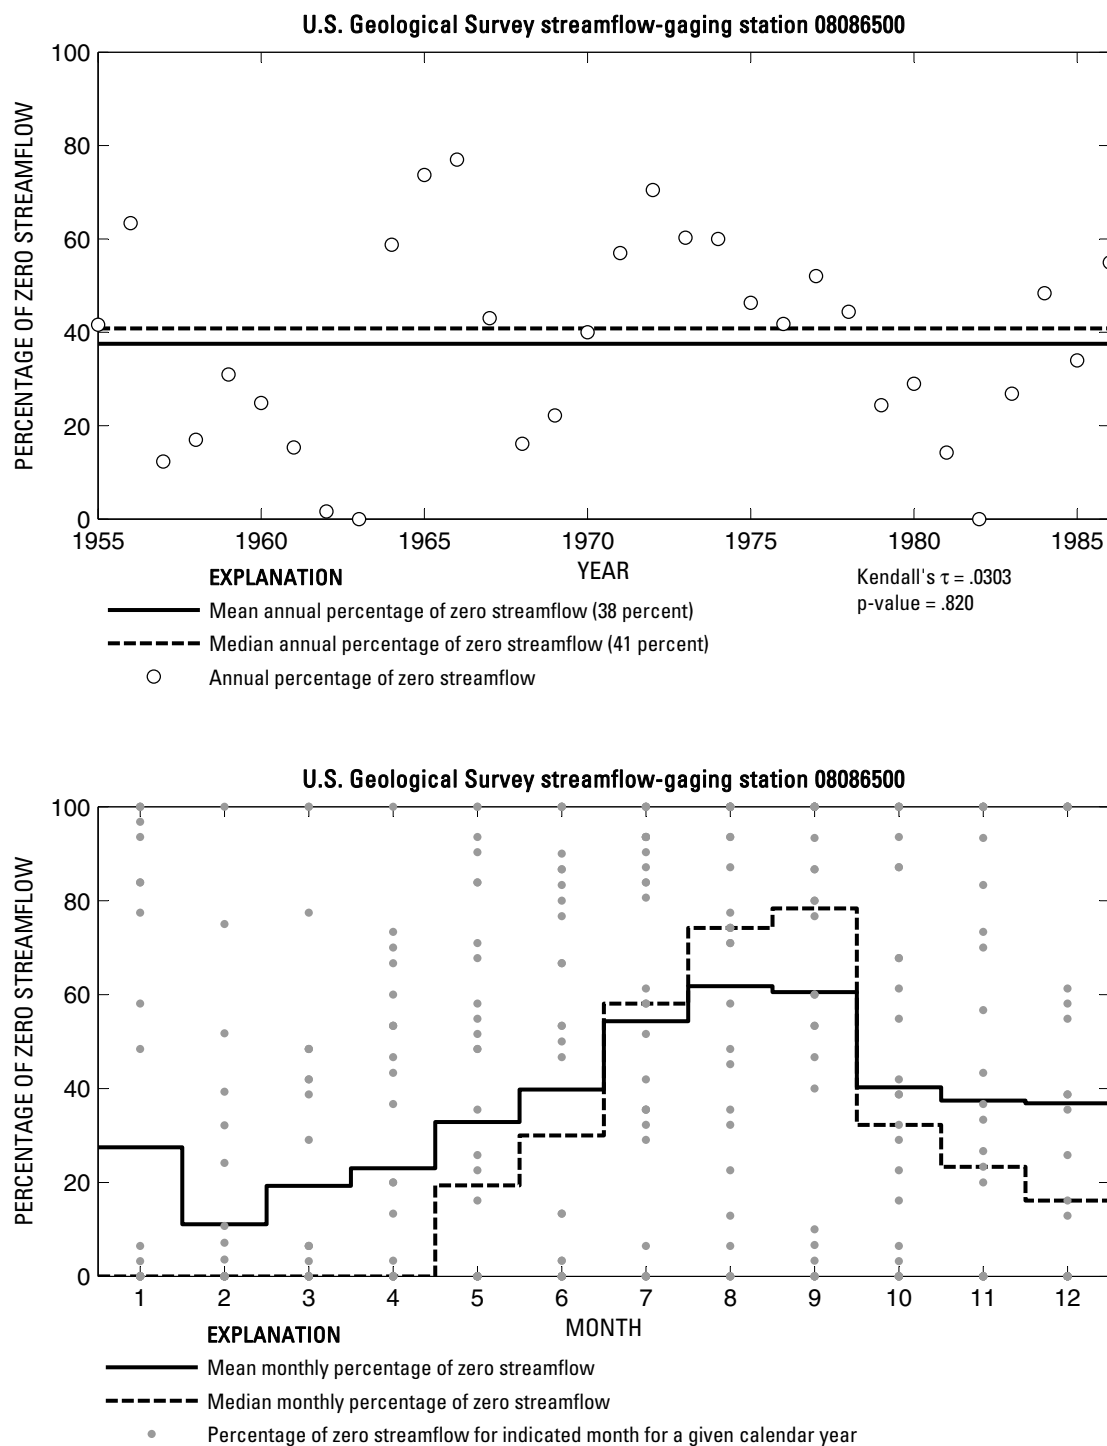 U.S. Geological Survey streamflow-gaging station 08086500
PERCENTAGE OF ZERO STREAMFLOW
100
80
60
40
20
0
1955 1960 1965 1970 1975 1980 1985
YEAR
Kendall's τ = .0303
p-value = .820
EXPLANATION
Mean annual percentage of zero streamflow (38 percent)
Median annual percentage of zero streamflow (41 percent)
Annual percentage of zero streamflow
U.S. Geological Survey streamflow-gaging station 08086500
PERCENTAGE OF ZERO STREAMFLOW
100
80
60
40
20
0
1 2 3 4 5 6 7 8 9 10 11 12
MONTH
EXPLANATION
Mean monthly percentage of zero streamflow
Median monthly percentage of zero streamflow
Percentage of zero streamflow for indicated month for a given calendar year